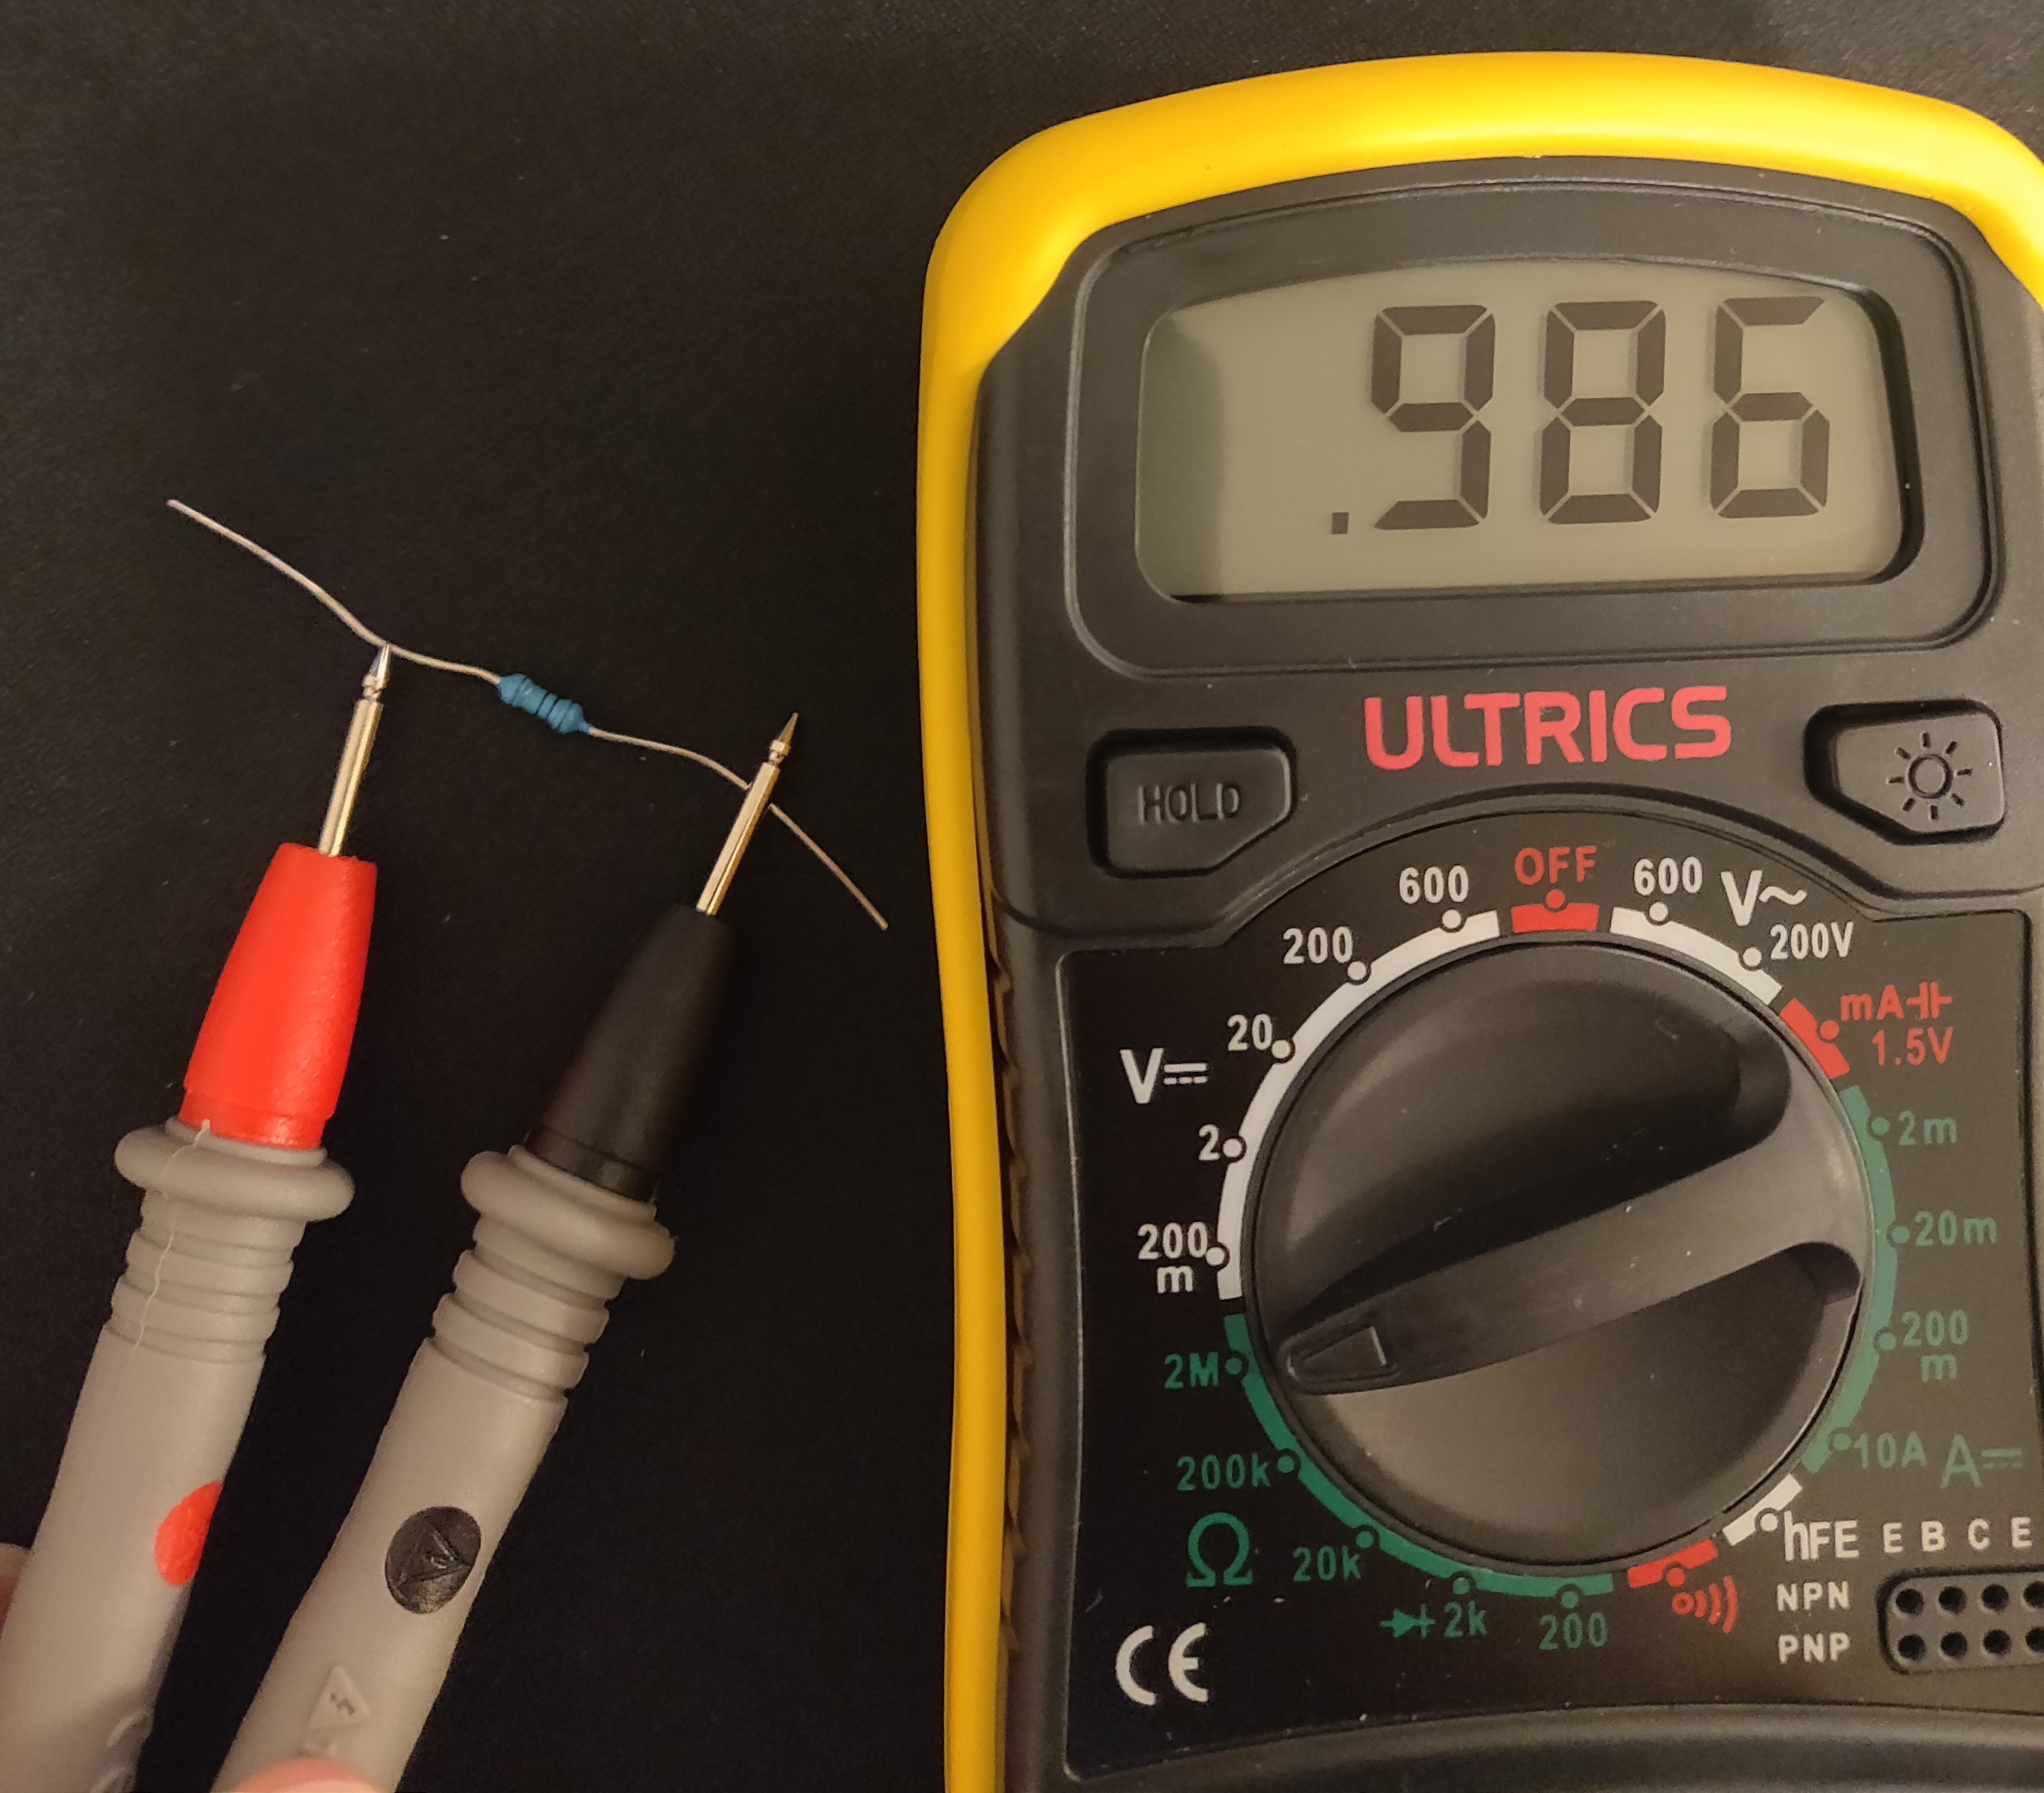 .986
ULTRICS
HOLD
OFF
600
600
V~
200
200V
20
mA
1.5V
V⎓
2m
2
20m
200
m
200
m
2M
10A A⎓
200k
hFE E B C E
Ω
20k
2k
200
NPN
PNP
CE